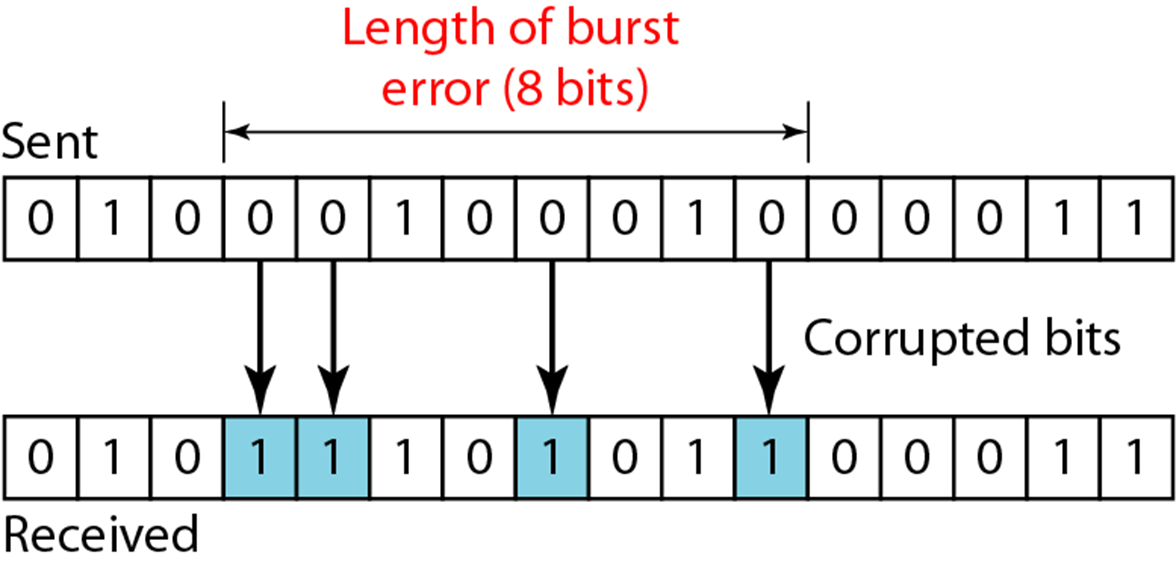 Length of burst
error (8 bits)
Sent
0 1 0 0 0 1 0 0 0 1 0 0 0 0 1 1
Corrupted bits
0 1 0 1 1 1 0 1 0 1 1 0 0 0 1 1
Received